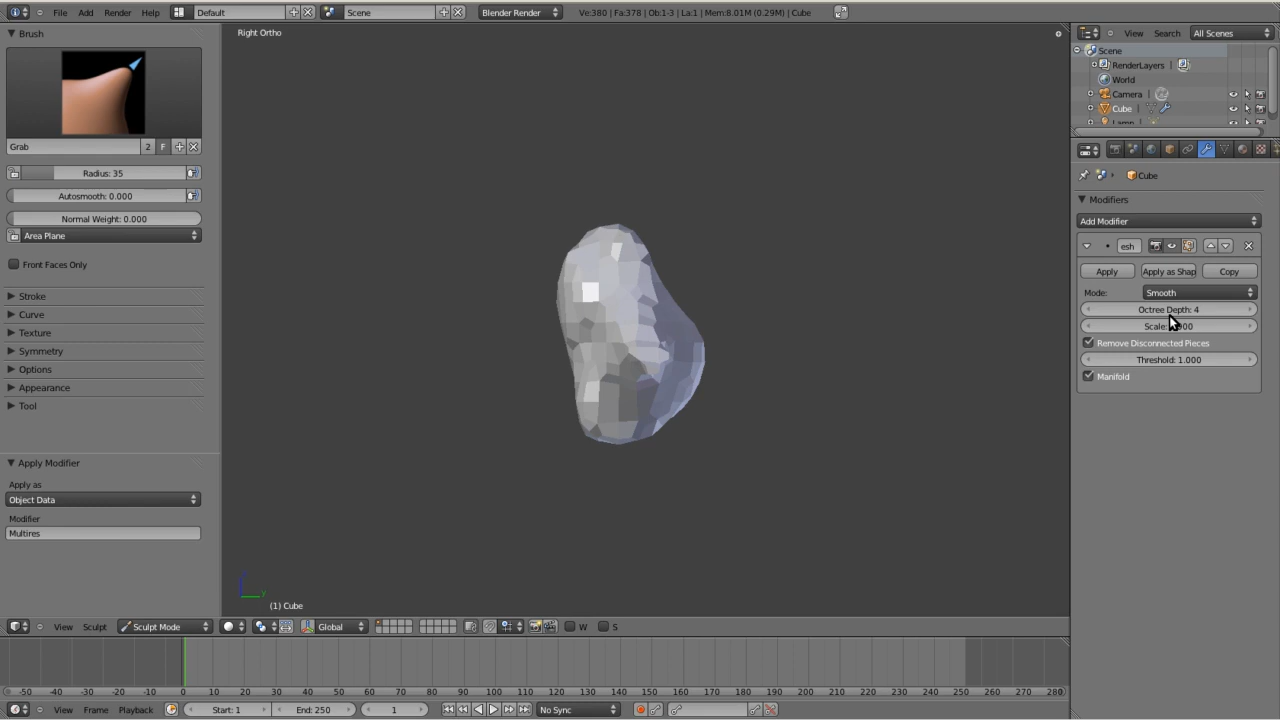 File Add Render Help Default Scene Blender Render Ve:380 | Fa:378 | Ob:1-3 | La:1 | Mem:8.01M (0.29M) | Cube
Brush
Grab 2 F
Radius: 35
Autosmooth: 0.000
Normal Weight: 0.000
Area Plane
Front Faces Only
Stroke
Curve
Texture
Symmetry
Options
Appearance
Tool
Apply Modifier
Apply as
Object Data
Modifier
Multires
Right Ortho
(1) Cube
View Search All Scenes
Scene
RenderLayers |
World
Camera |
Cube |
Lamp
Cube
Modifiers
Add Modifier
esh
Apply Apply as Shap Copy
Mode: Smooth
Octree Depth: 4
Scale:
Remove Disconnected Pieces
Threshold: 1.000
Manifold
View Sculpt Sculpt Mode Global W S
-50 -40 -30 -20 -10 0 10 20 30 40 50 60 70 80 90 100 110 120 130 140 150 160 170 180 190 200 210 220 230 240 250 260 270 280
View Frame Playback Start: 1 End: 250 1 No Sync